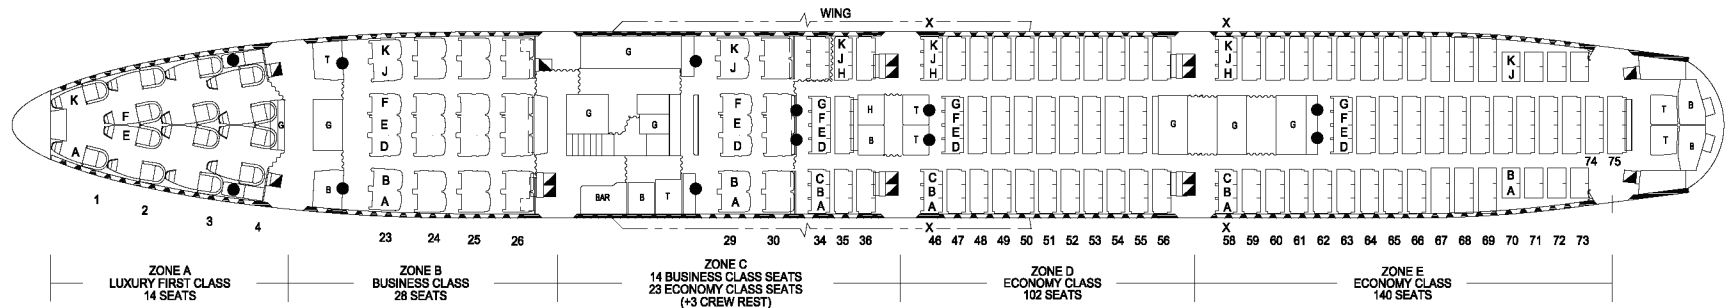 WING
X X
K J K J K J K J H K J H K J H K J
T G
G H T G G G T B
F E F E D F E D G F E D G F E D G F E D
G G G B T T B
K A B A B A C B A C B A C B A B A
B BAR B T
74 75
1 2 3 4 23 24 25 26 29 30 34 35 36 46 47 48 49 50 51 52 53 54 55 56 58 59 60 61 62 63 64 65 66 67 68 69 70 71 72 73
X X
ZONE A
LUXURY FIRST CLASS
14 SEATS
ZONE B
BUSINESS CLASS
28 SEATS
ZONE C
14 BUSINESS CLASS SEATS
23 ECONOMY CLASS SEATS
(+3 CREW REST)
ZONE D
ECONOMY CLASS
102 SEATS
ZONE E
ECONOMY CLASS
140 SEATS